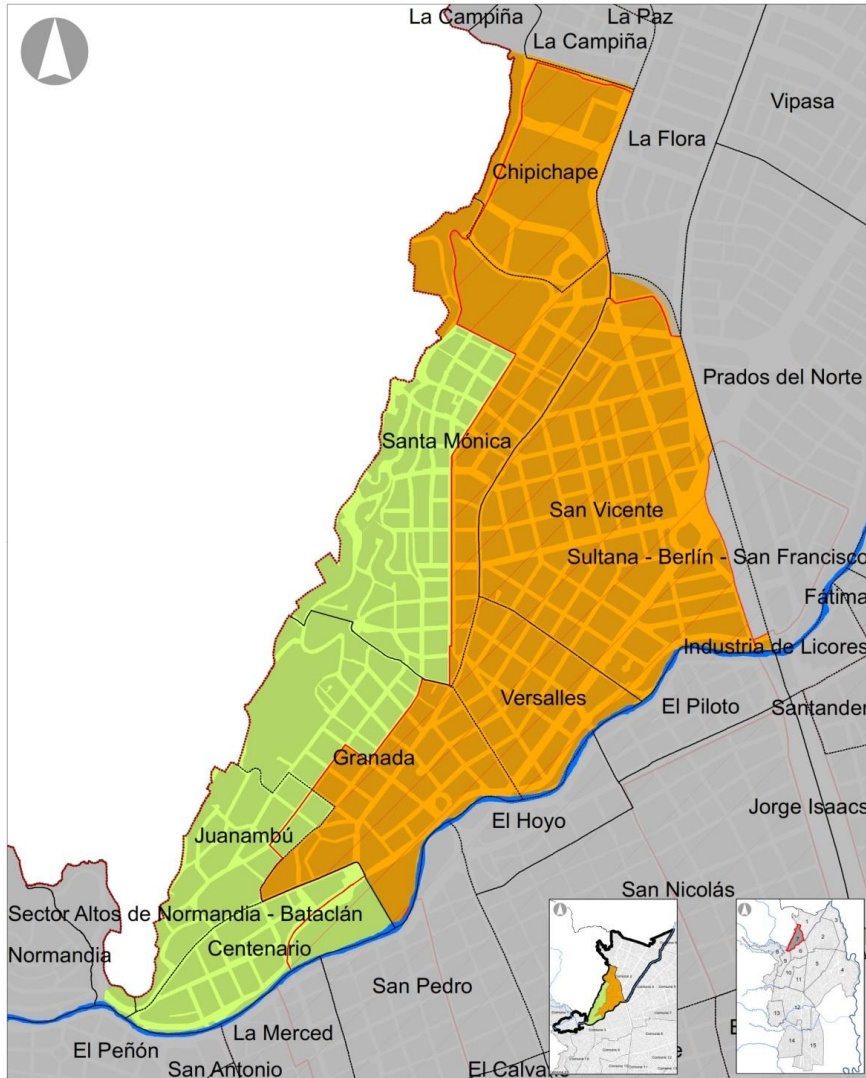 La Campiña
La Paz
La Campiña
Vipasa
La Flora
Chipichape
Prados del Norte
Santa Mónica
San Vicente
Sultana - Berlín - San Francisco
Fátima
Industria de Licores
Versalles
El Piloto
Santander
Granada
Jorge Isaacs
El Hoyo
Juanambú
San Nicolás
Sector Altos de Normandia - Bataclán
Normandia
Centenario
San Pedro
La Merced
El Peñón
San Antonio